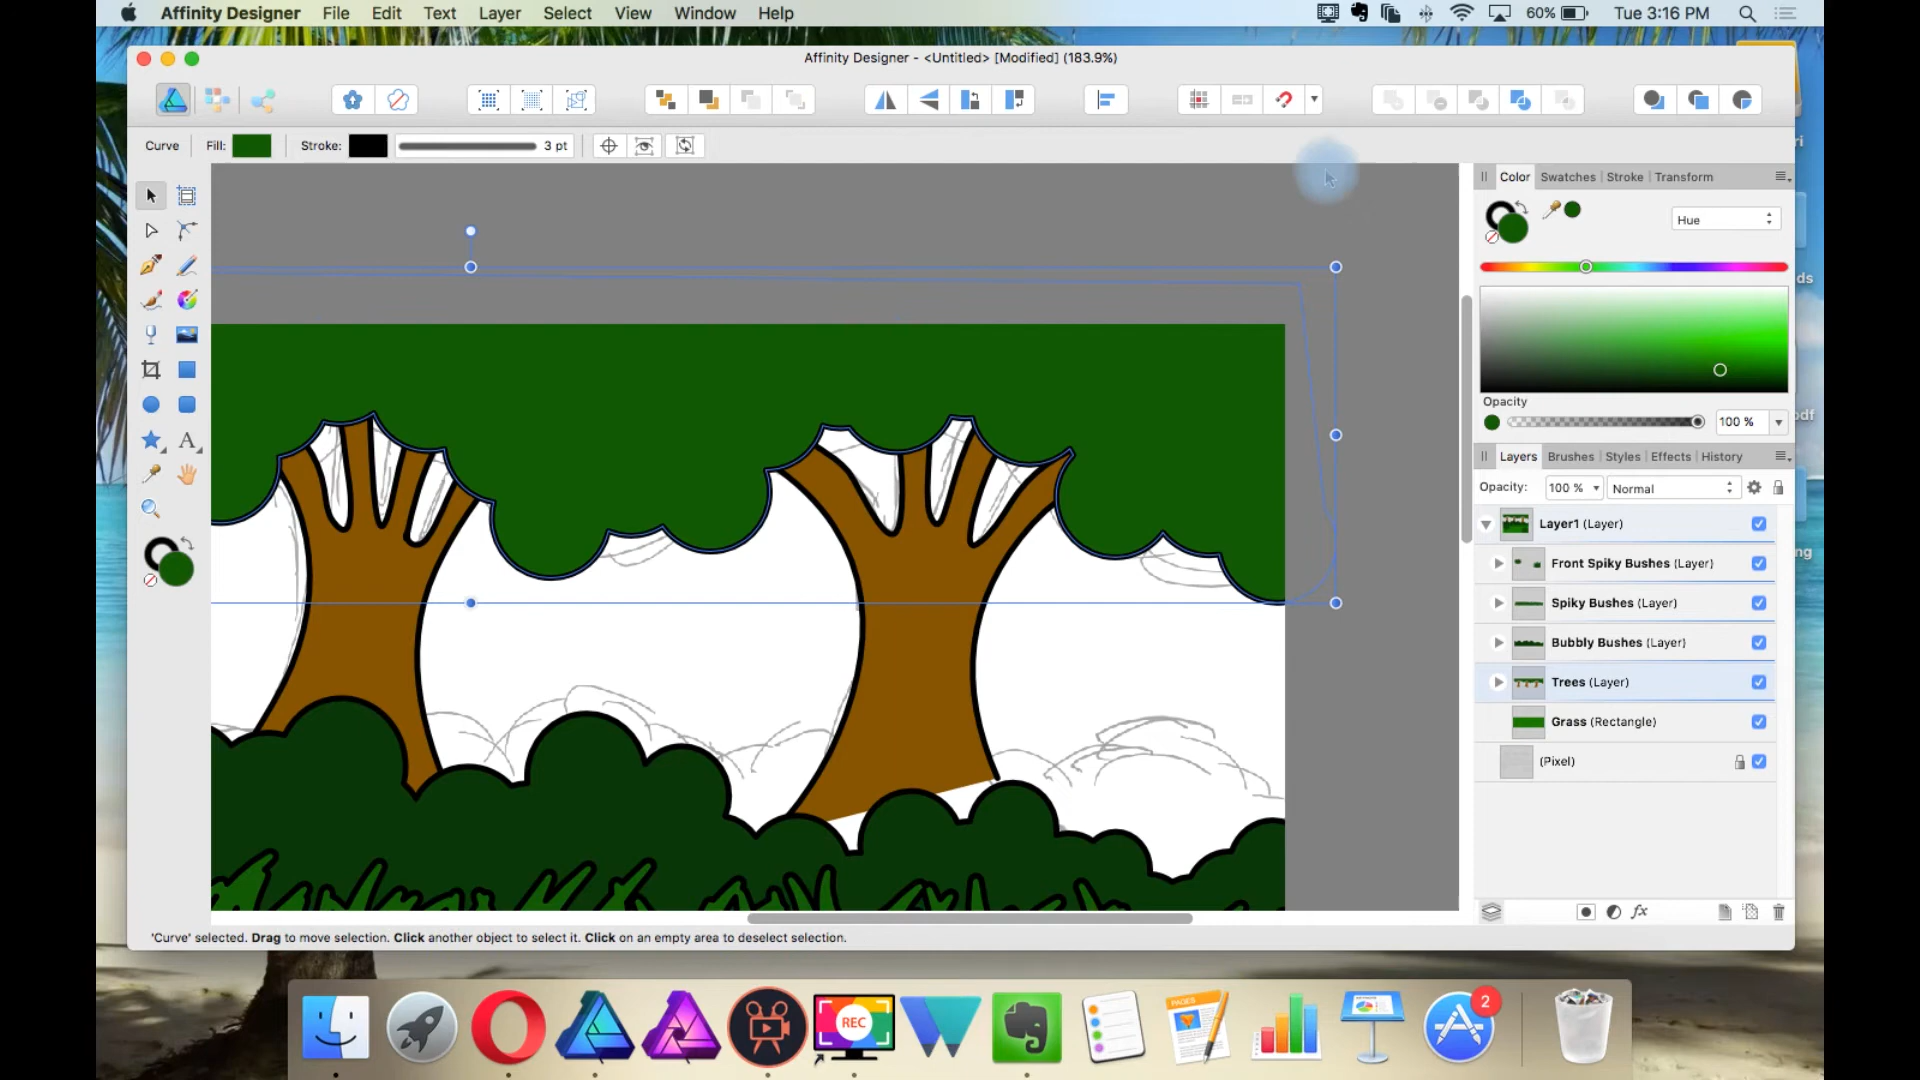 Affinity Designer File Edit Text Layer Select View Window Help 60% Tue 3:16 PM
Affinity Designer - <Untitled> [Modified] (183.9%)
Curve Fill: Stroke: 3 pt
Color Swatches Stroke Transform
Hue
Opacity
100 %
Layers Brushes Styles Effects History
Opacity: 100 % Normal
Layer1 (Layer)
Front Spiky Bushes (Layer)
Spiky Bushes (Layer)
Bubbly Bushes (Layer)
Trees (Layer)
Grass (Rectangle)
(Pixel)
fx
'Curve' selected. Drag to move selection. Click another object to select it. Click on an empty area to deselect selection.
REC
PAGES
2